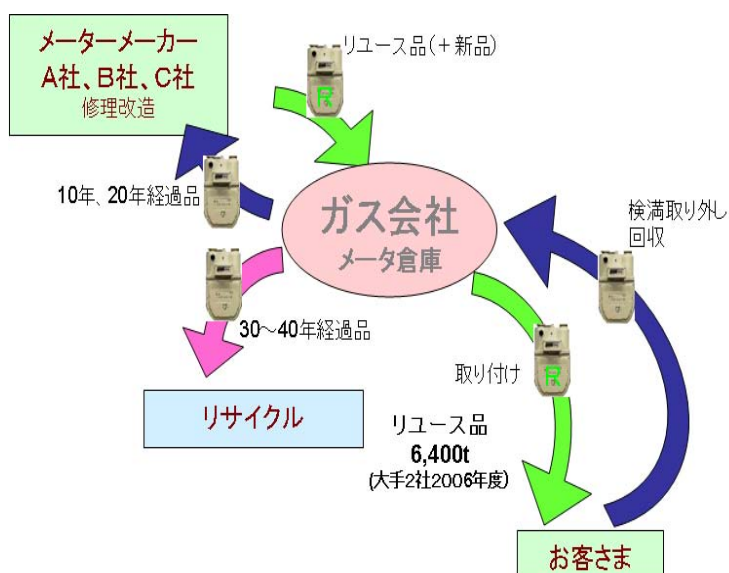 メーターメーカー
A社、B社、C社
修理改造
リユース品(+新品)
10年、20年経過品
ガス会社
メータ倉庫
検満取り外し
回収
30~40年経過品
取り付け
リサイクル
リユース品
6,400t
(大手2社2006年度)
お客さま